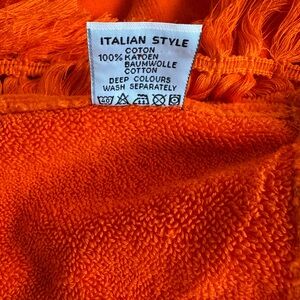 ITALIAN STYLE
COTON
100% KATOEN
BAUMWOLLE
COTTON
DEEP COLOURS
WASH SEPARATELY